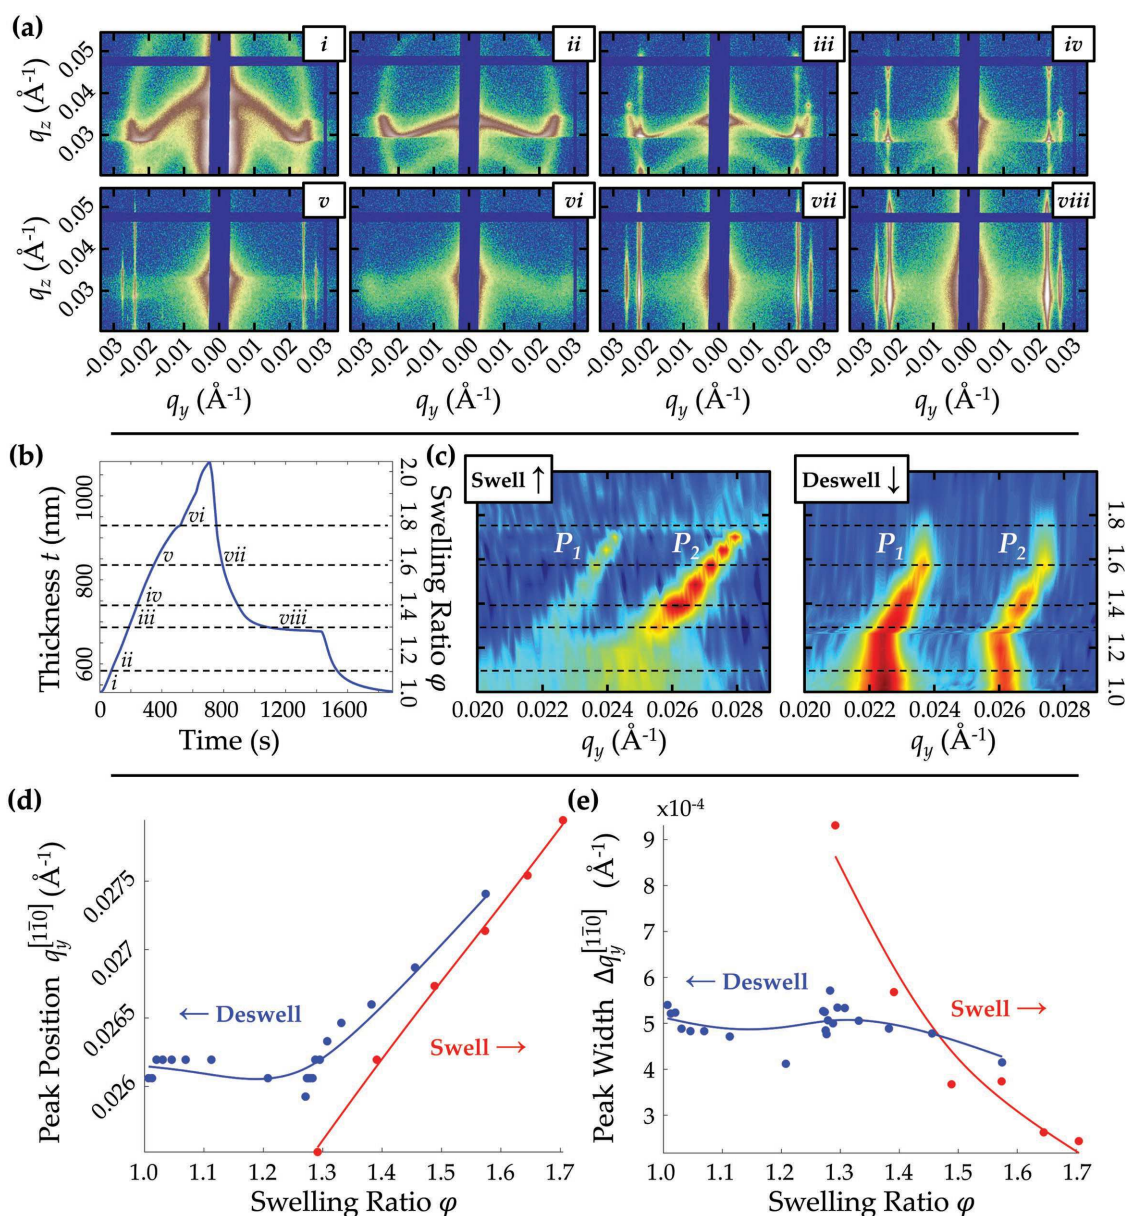 (a)
i
ii
iii
iv
q_z (Å⁻¹)
0.05
0.04
0.03
v
vi
vii
viii
q_z (Å⁻¹)
0.05
0.04
0.03
-0.03 -0.02 -0.01 0.00 0.01 0.02 0.03
-0.03 -0.02 -0.01 0.00 0.01 0.02 0.03
-0.03 -0.02 -0.01 0.00 0.01 0.02 0.03
-0.03 -0.02 -0.01 0.00 0.01 0.02 0.03
q_y (Å⁻¹) q_y (Å⁻¹) q_y (Å⁻¹) q_y (Å⁻¹)
(b)
Thickness t (nm)
1000
800
600
i
ii
iii
iv
v
vi
vii
viii
2.0
1.8
1.6
1.4
1.2
1.0
Swelling Ratio φ
0 400 800 1200 1600
Time (s)
(c)
Swell ↑
P₁ P₂
0.020 0.022 0.024 0.026 0.028
q_y (Å⁻¹)
Deswell ↓
P₁ P₂
1.8
1.6
1.4
1.2
1.0
0.020 0.022 0.024 0.026 0.028
q_y (Å⁻¹)
(d)
Peak Position q_y^[11̄0] (Å⁻¹)
0.0275
0.027
0.0265
0.026
← Deswell
Swell →
1.0 1.1 1.2 1.3 1.4 1.5 1.6 1.7
Swelling Ratio φ
(e)
x10⁻⁴
Peak Width Δq_y^[11̄0] (Å⁻¹)
9
8
7
6
5
4
3
← Deswell
Swell →
1.0 1.1 1.2 1.3 1.4 1.5 1.6 1.7
Swelling Ratio φ